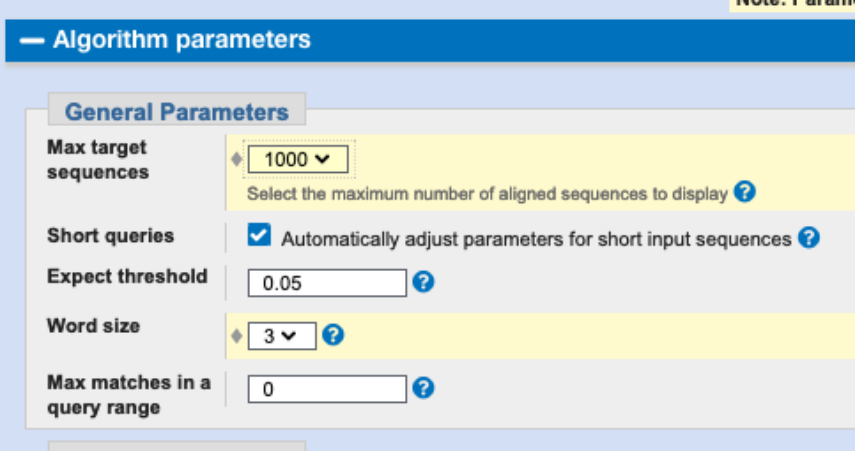 Note: Parame
Algorithm parameters
General Parameters
Max target
sequences
1000
Select the maximum number of aligned sequences to display ?
Short queries
Automatically adjust parameters for short input sequences ?
Expect threshold
0.05 ?
Word size
3 ?
Max matches in a
query range
0 ?